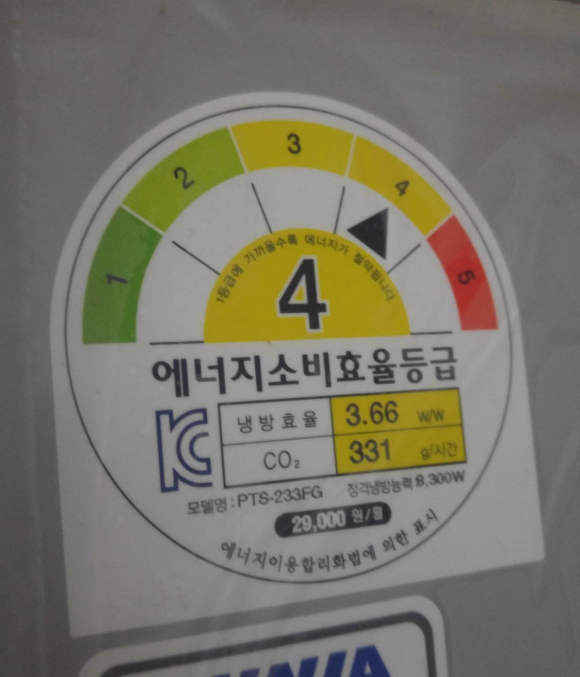 1 2 3 4 5
1등급에 가까울수록 에너지가 절약됩니다.
4
에너지소비효율등급
냉방효율 3.66 W/W
CO₂ 331 g/시간
모델명 : PTS-233FG 정격냉방능력:8,300W
29,000 원/월
에너지이용합리화법에 의한 표시